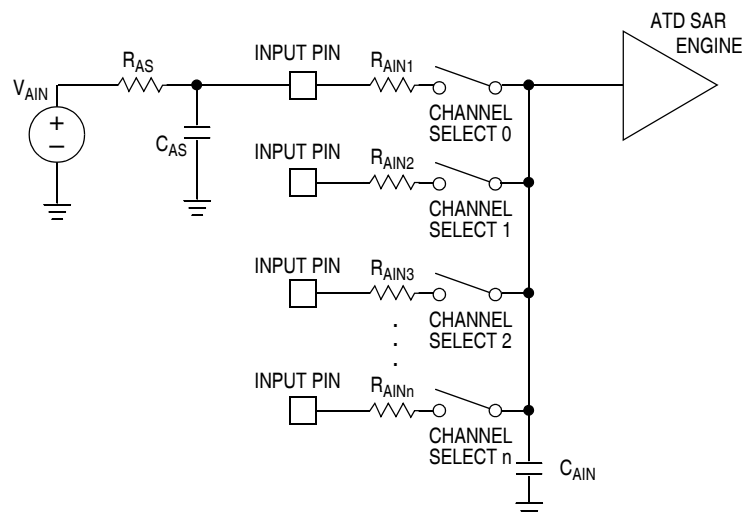 ATD SAR
ENGINE
INPUT PIN
R_AS
R_AIN1
V_AIN
+
–
C_AS
CHANNEL
SELECT 0
INPUT PIN
R_AIN2
CHANNEL
SELECT 1
INPUT PIN
R_AIN3
CHANNEL
SELECT 2
.
.
.
INPUT PIN
R_AINn
CHANNEL
SELECT n
C_AIN